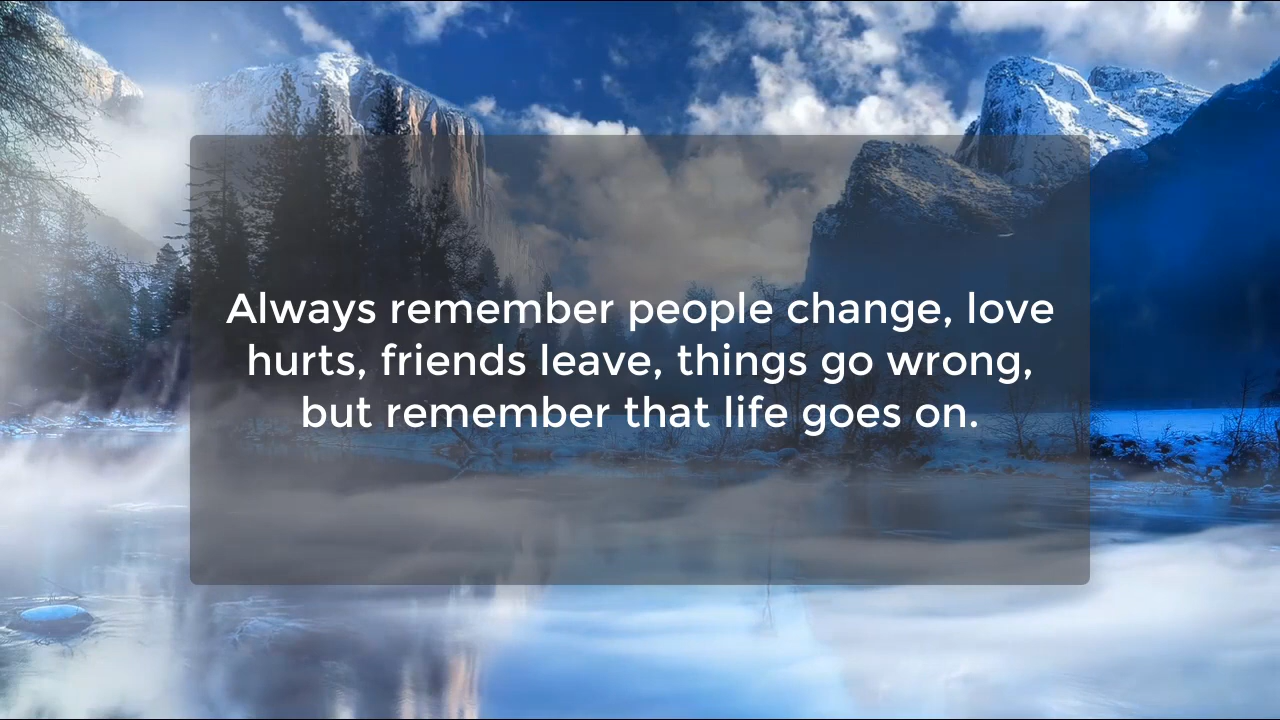 Always remember people change, love
hurts, friends leave, things go wrong,
but remember that life goes on.